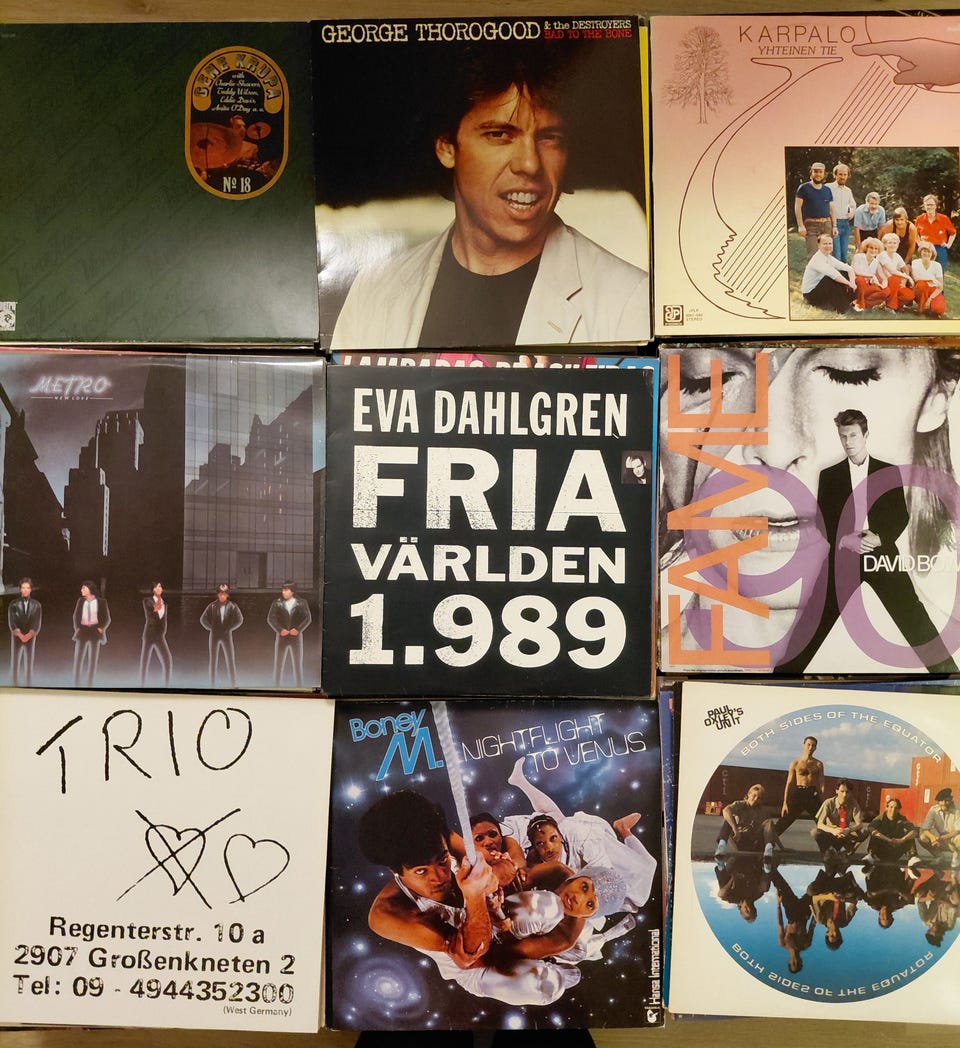 GENE KRUPA
with
Charlie Shavers,
Teddy Wilson,
Eddie Davis,
Anita O'Day a. o.
Nº 18
GEORGE THOROGOOD & the DESTROYERS
BAD TO THE BONE
KARPALO
YHTEINEN TIE
STEREO
METRO
NEW LOVE
EVA DAHLGREN
FRIA
VÄRLDEN
1.989
FAME
90
DAVID BOW
TRIO
Regenterstr. 10 a
2907 Großenkneten 2
Tel: 09 - 4944352300
(West Germany)
Boney
M.
NIGHTFLIGHT
TO VENUS
Hansa International
PAUL
OXLEY'S
UNIT
BOTH SIDES OF THE EQUATOR
BOTH SIDES OF THE EQUATOR